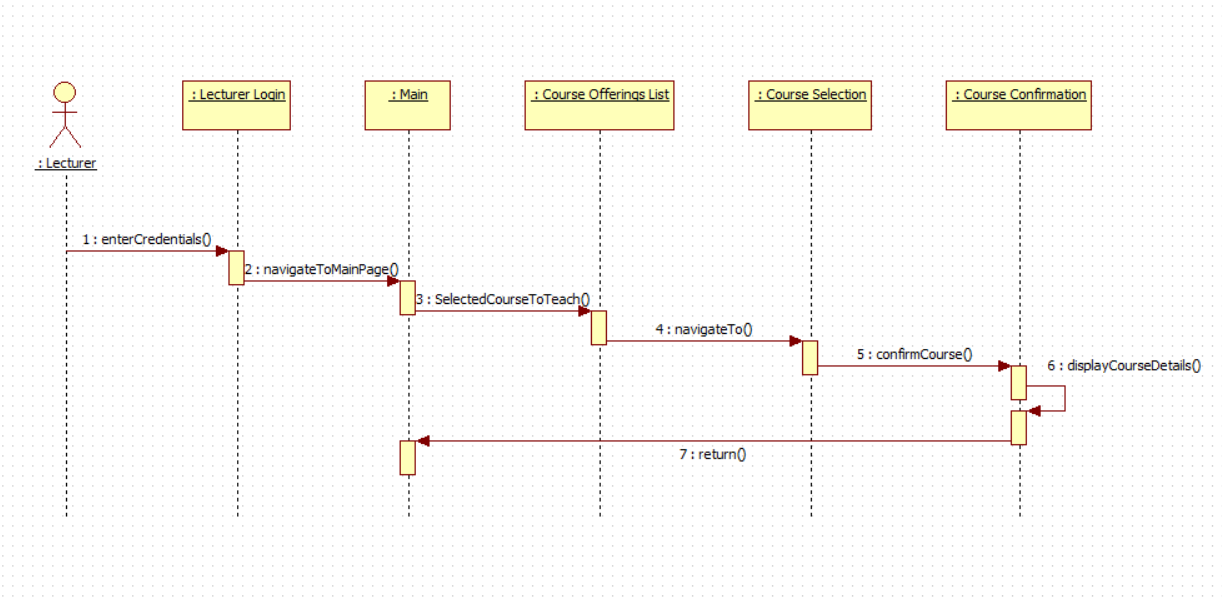 : Lecturer Login
: Main
: Course Offerings List
: Course Selection
: Course Confirmation
: Lecturer
1 : enterCredentials()
2 : navigateToMainPage()
3 : SelectedCourseToTeach()
4 : navigateTo()
5 : confirmCourse()
6 : displayCourseDetails()
7 : return()